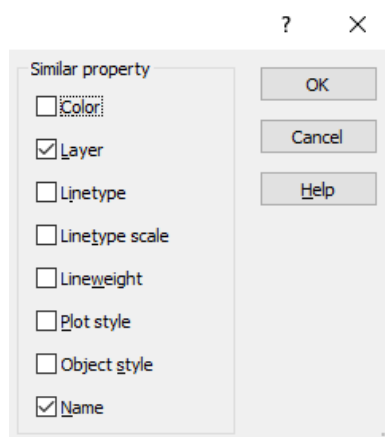 ?
Similar property
OK
Color
Cancel
Layer
Help
Linetype
Linetype scale
Lineweight
Plot style
Object style
Name